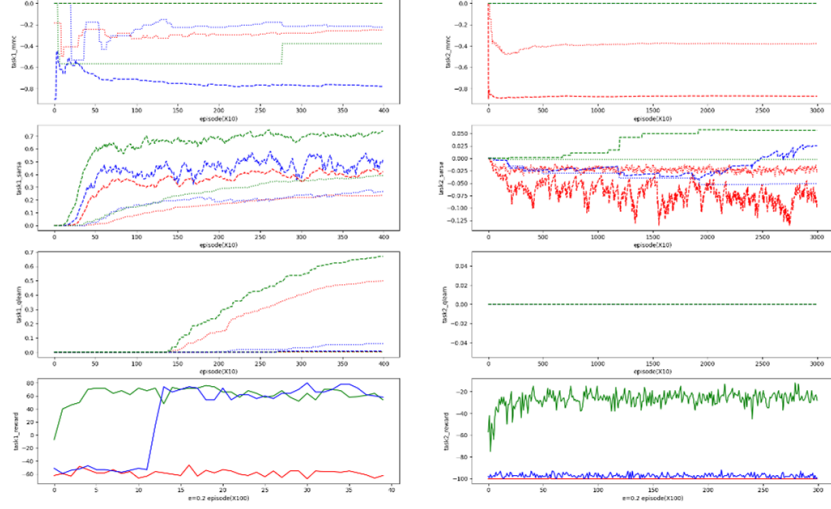 0.0
−0.2
−0.4
−0.6
−0.8
task1_mmc
0 50 100 150 200 250 300 350 400
episode(X10)
0.0
−0.2
−0.4
−0.6
−0.8
task2_mmc
0 500 1000 1500 2000 2500 3000
episode(X10)
0.7
0.6
0.5
0.4
0.3
0.2
0.1
0.0
task1_sarsa
0 50 100 150 200 250 300 350 400
episode(X10)
0.050
0.025
0.000
−0.025
−0.050
−0.075
−0.100
−0.125
task2_sarsa
0 500 1000 1500 2000 2500 3000
episode(X10)
0.7
0.6
0.5
0.4
0.3
0.2
0.1
0.0
task1_qlearn
0 50 100 150 200 250 300 350 400
episode(X10)
0.04
0.02
0.00
−0.02
−0.04
task2_qlearn
0 500 1000 1500 2000 2500 3000
episode(X10)
80
60
40
20
0
−20
−40
−60
task1_reward
0 5 10 15 20 25 30 35 40
e=0.2 episode(X100)
−20
−40
−60
−80
−100
task2_reward
0 50 100 150 200 250 300
e=0.2 episode(X100)